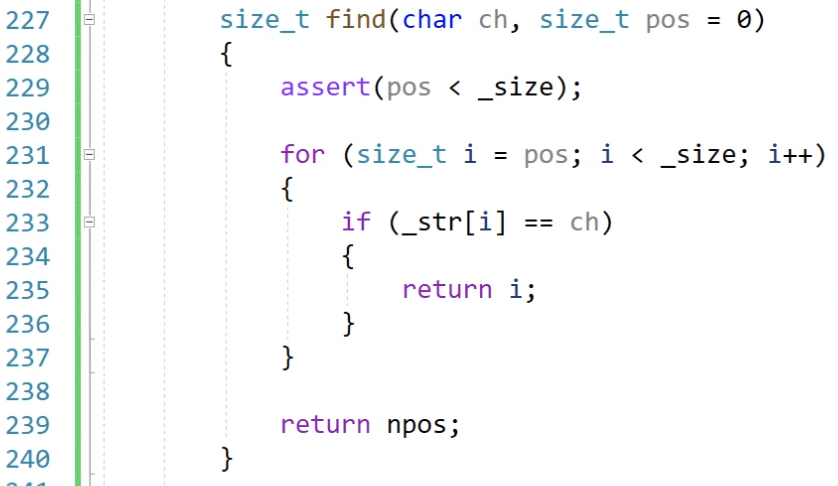 227 size_t find(char ch, size_t pos = 0)
228 {
229 assert(pos < _size);
230
231 for (size_t i = pos; i < _size; i++)
232 {
233 if (_str[i] == ch)
234 {
235 return i;
236 }
237 }
238
239 return npos;
240 }